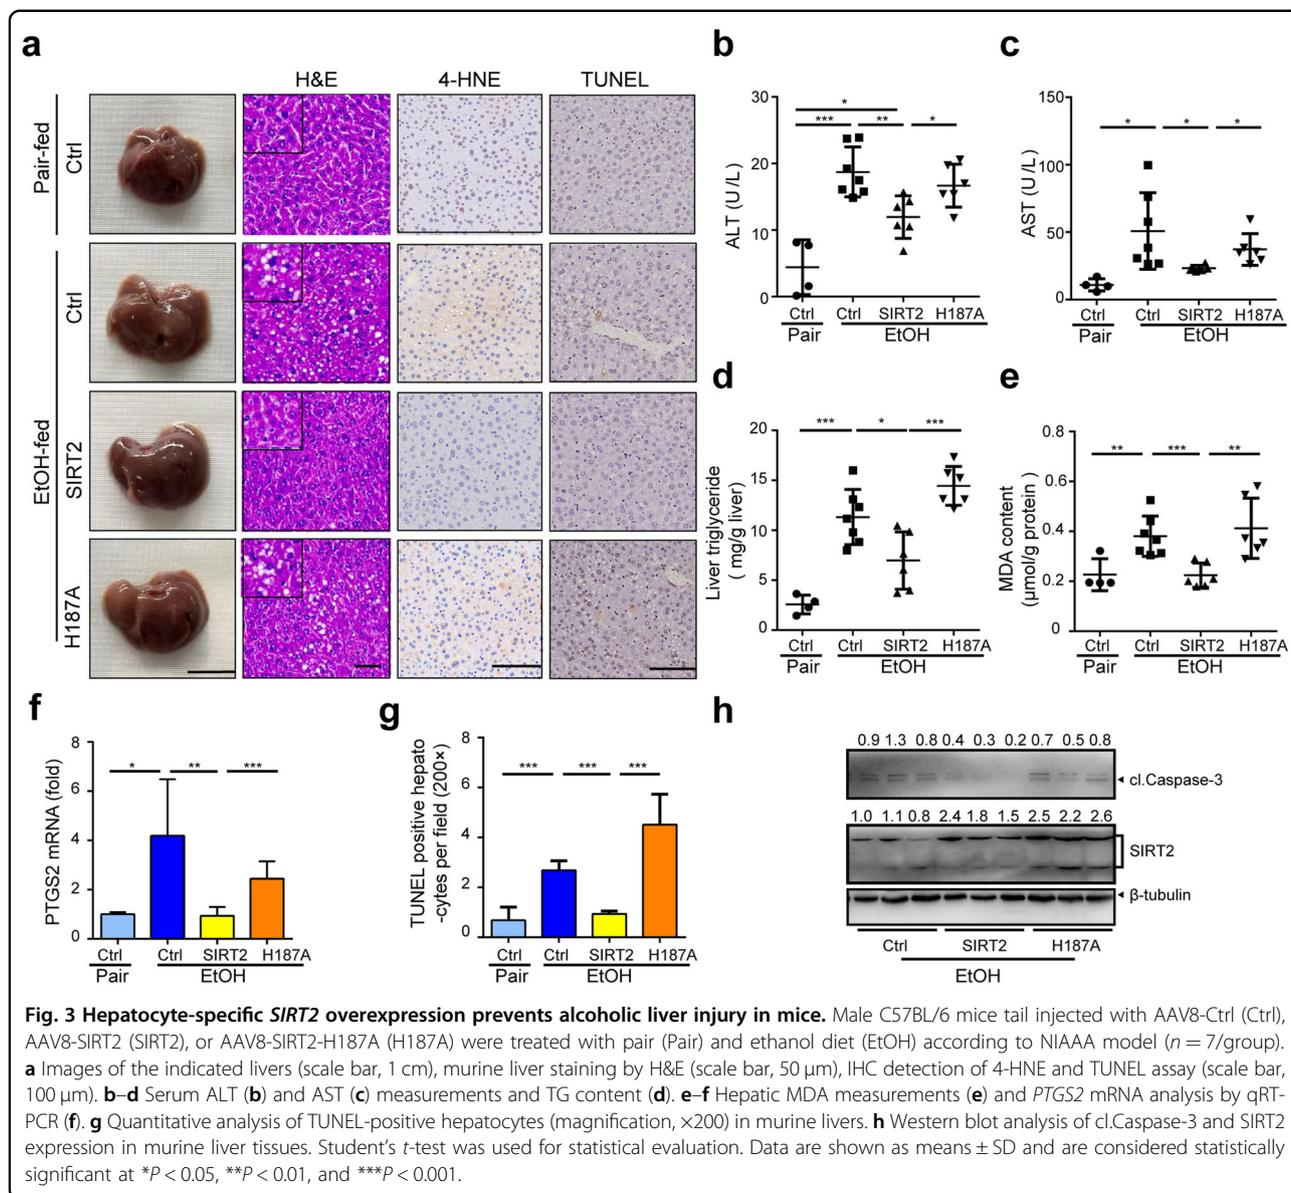 a
H&E
4-HNE
TUNEL
Pair-fed
Ctrl
EtOH-fed
Ctrl
SIRT2
H187A
b
ALT (U /L)
30
20
10
0
*
*** ** *
Ctrl Ctrl SIRT2 H187A
Pair EtOH
c
AST (U /L)
150
100
50
0
* * *
Ctrl Ctrl SIRT2 H187A
Pair EtOH
d
Liver triglyceride
( mg/g liver)
20
15
10
5
0
*** * ***
Ctrl Ctrl SIRT2 H187A
Pair EtOH
e
MDA content
(μmol/g protein)
0.8
0.6
0.4
0.2
0
** *** **
Ctrl Ctrl SIRT2 H187A
Pair EtOH
f
PTGS2 mRNA (fold)
8
6
4
2
0
* ** ***
Ctrl Ctrl SIRT2 H187A
Pair EtOH
g
TUNEL positive hepato
-cytes per field (200×)
8
6
4
2
0
*** *** ***
Ctrl Ctrl SIRT2 H187A
Pair EtOH
h
0.9 1.3 0.8 0.4 0.3 0.2 0.7 0.5 0.8
cl.Caspase-3
1.0 1.1 0.8 2.4 1.8 1.5 2.5 2.2 2.6
SIRT2
β-tubulin
Ctrl SIRT2 H187A
EtOH
Fig. 3 Hepatocyte-specific SIRT2 overexpression prevents alcoholic liver injury in mice. Male C57BL/6 mice tail injected with AAV8-Ctrl (Ctrl),
AAV8-SIRT2 (SIRT2), or AAV8-SIRT2-H187A (H187A) were treated with pair (Pair) and ethanol diet (EtOH) according to NIAAA model (n = 7/group).
a Images of the indicated livers (scale bar, 1 cm), murine liver staining by H&E (scale bar, 50 μm), IHC detection of 4-HNE and TUNEL assay (scale bar,
100 μm). b–d Serum ALT (b) and AST (c) measurements and TG content (d). e–f Hepatic MDA measurements (e) and PTGS2 mRNA analysis by qRT-
PCR (f). g Quantitative analysis of TUNEL-positive hepatocytes (magnification, ×200) in murine livers. h Western blot analysis of cl.Caspase-3 and SIRT2
expression in murine liver tissues. Student's t-test was used for statistical evaluation. Data are shown as means ± SD and are considered statistically
significant at *P < 0.05, **P < 0.01, and ***P < 0.001.